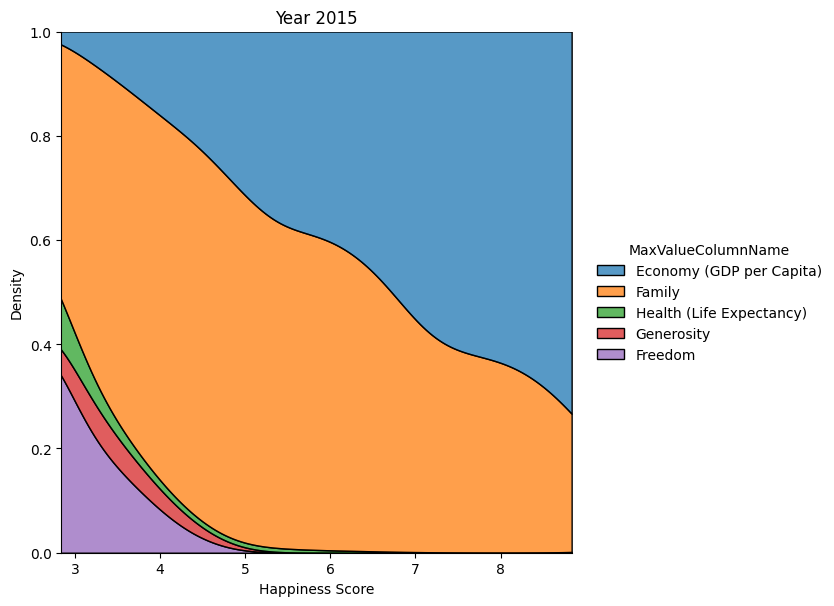 Year 2015
1.0
0.8
0.6
0.4
0.2
0.0
Density
3 4 5 6 7 8
Happiness Score
MaxValueColumnName
Economy (GDP per Capita)
Family
Health (Life Expectancy)
Generosity
Freedom